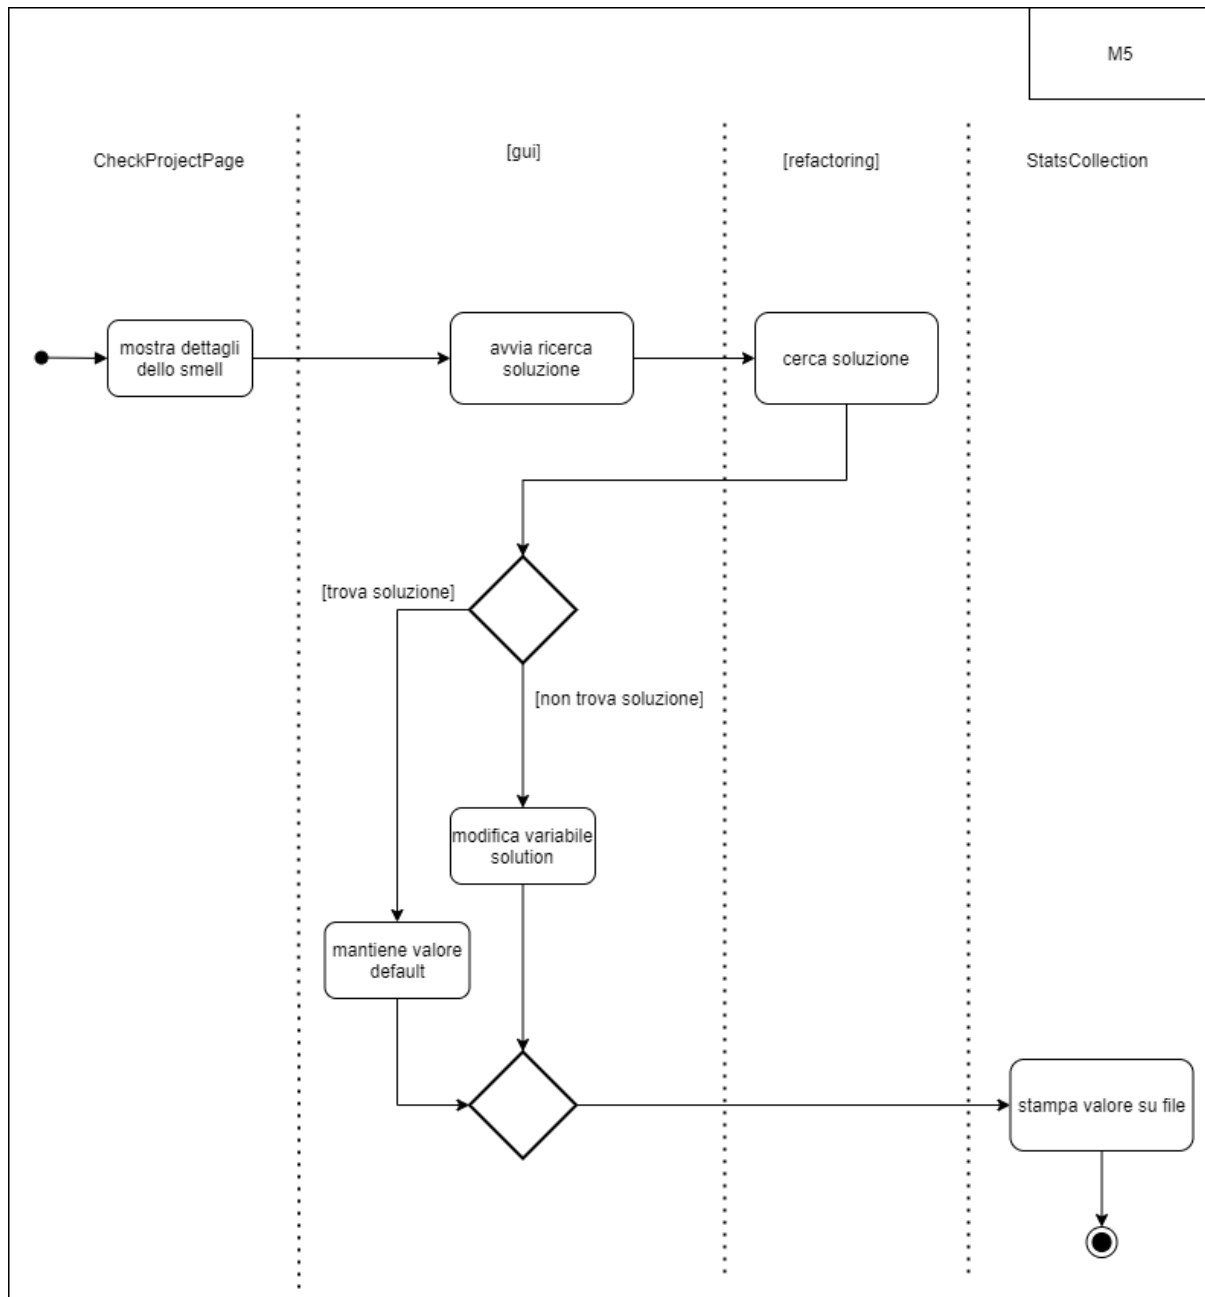 M5
CheckProjectPage
[gui]
[refactoring]
StatsCollection
mostra dettagli
dello smell
avvia ricerca
soluzione
cerca soluzione
[trova soluzione]
[non trova soluzione]
modifica variabile
solution
mantiene valore
default
stampa valore su file